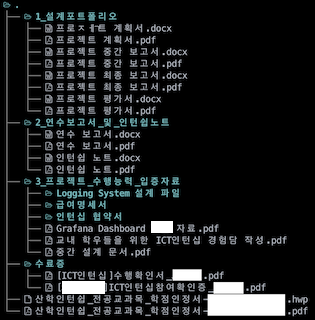 .
1_설계포트폴리오
프로젝트 계획서.docx
프로젝트 계획서.pdf
프로젝트 중간 보고서.docx
프로젝트 중간 보고서.pdf
프로젝트 최종 보고서.docx
프로젝트 최종 보고서.pdf
프로젝트 평가서.docx
프로젝트 평가서.pdf
2_연수보고서_및_인턴쉽노트
연수 보고서.docx
연수 보고서.pdf
인턴쉽 노트.docx
인턴쉽 노트.pdf
3_프로젝트_수행능력_입증자료
Logging System 설계 파일
급여명세서
인턴십 협약서
Grafana Dashboard 자료.pdf
교내 학우들을 위한 ICT인턴십 경험담 작성.pdf
중간 설계 문서.pdf
수료증
[ICT인턴십]수행확인서_.pdf
[]ICT인턴십참여확인증_.pdf
산학인턴쉽_전공교과목_학점인정서-.hwp
산학인턴쉽_전공교과목_학점인정서-.pdf